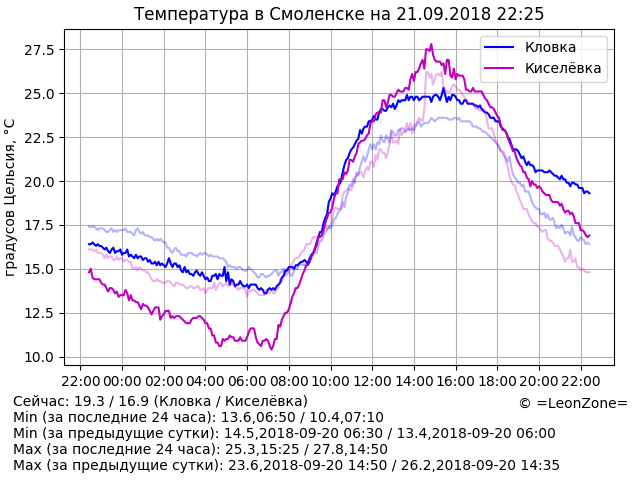 Температура в Смоленске на 21.09.2018 22:25
27.5
25.0
22.5
20.0
17.5
15.0
12.5
10.0
градусов Цельсия, °C
Кловка
Киселёвка
22:00 00:00 02:00 04:00 06:00 08:00 10:00 12:00 14:00 16:00 18:00 20:00 22:00
Сейчас: 19.3 / 16.9 (Кловка / Киселёвка)
© =LeonZone=
Min (за последние 24 часа): 13.6,06:50 / 10.4,07:10
Min (за предыдущие сутки): 14.5,2018-09-20 06:30 / 13.4,2018-09-20 06:00
Max (за последние 24 часа): 25.3,15:25 / 27.8,14:50
Max (за предыдущие сутки): 23.6,2018-09-20 14:50 / 26.2,2018-09-20 14:35